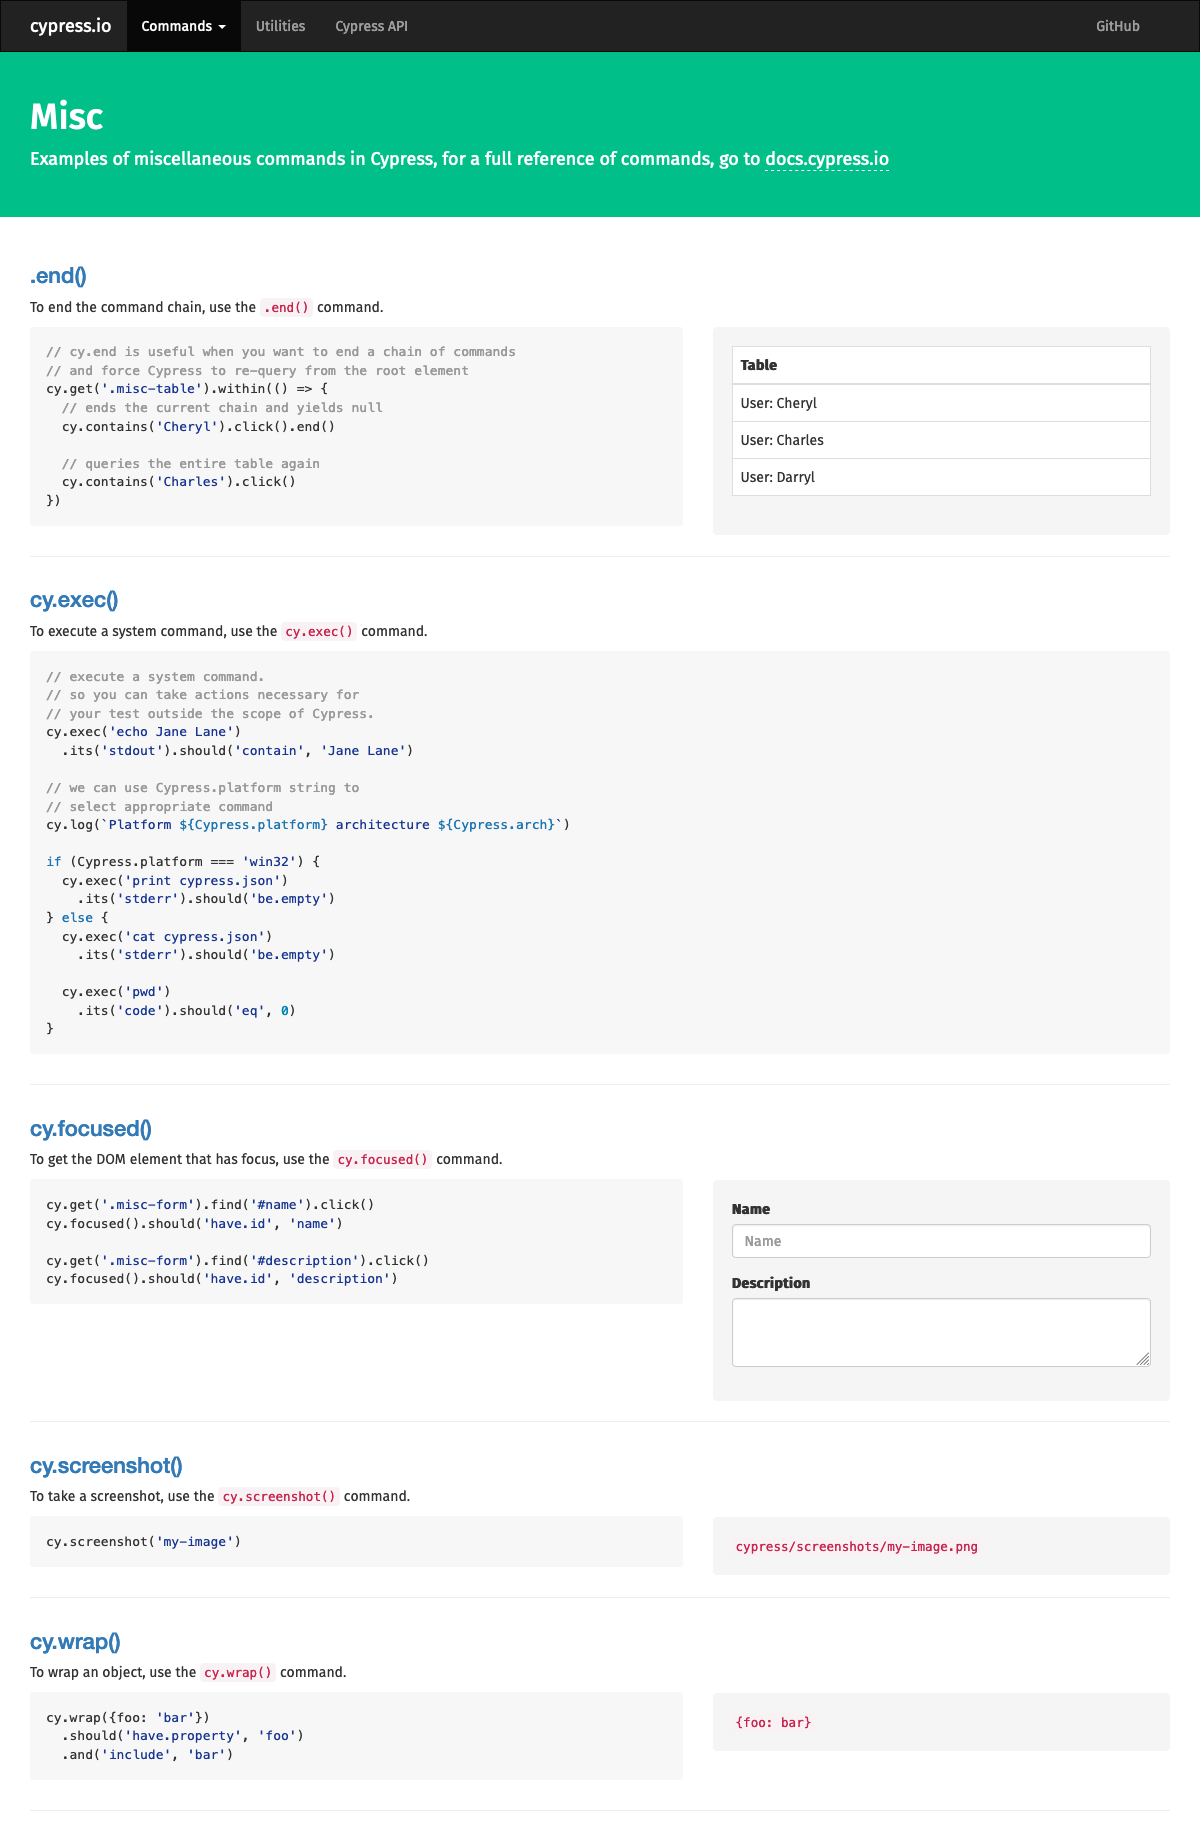 cypress.io Commands Utilities Cypress API GitHub
Misc
Examples of miscellaneous commands in Cypress, for a full reference of commands, go to docs.cypress.io
.end()
To end the command chain, use the .end() command.
// cy.end is useful when you want to end a chain of commands
// and force Cypress to re-query from the root element
cy.get('.misc-table').within(() => {
  // ends the current chain and yields null
  cy.contains('Cheryl').click().end()
  // queries the entire table again
  cy.contains('Charles').click()
})
Table
User: Cheryl
User: Charles
User: Darryl
cy.exec()
To execute a system command, use the cy.exec() command.
// execute a system command.
// so you can take actions necessary for
// your test outside the scope of Cypress.
cy.exec('echo Jane Lane')
  .its('stdout').should('contain', 'Jane Lane')
// we can use Cypress.platform string to
// select appropriate command
cy.log(`Platform ${Cypress.platform} architecture ${Cypress.arch}`)
if (Cypress.platform === 'win32') {
  cy.exec('print cypress.json')
    .its('stderr').should('be.empty')
} else {
  cy.exec('cat cypress.json')
    .its('stderr').should('be.empty')
  cy.exec('pwd')
    .its('code').should('eq', 0)
}
cy.focused()
To get the DOM element that has focus, use the cy.focused() command.
cy.get('.misc-form').find('#name').click()
cy.focused().should('have.id', 'name')
cy.get('.misc-form').find('#description').click()
cy.focused().should('have.id', 'description')
Name
Name
Description
cy.screenshot()
To take a screenshot, use the cy.screenshot() command.
cy.screenshot('my-image')
cypress/screenshots/my-image.png
cy.wrap()
To wrap an object, use the cy.wrap() command.
cy.wrap({foo: 'bar'})
  .should('have.property', 'foo')
  .and('include', 'bar')
{foo: bar}